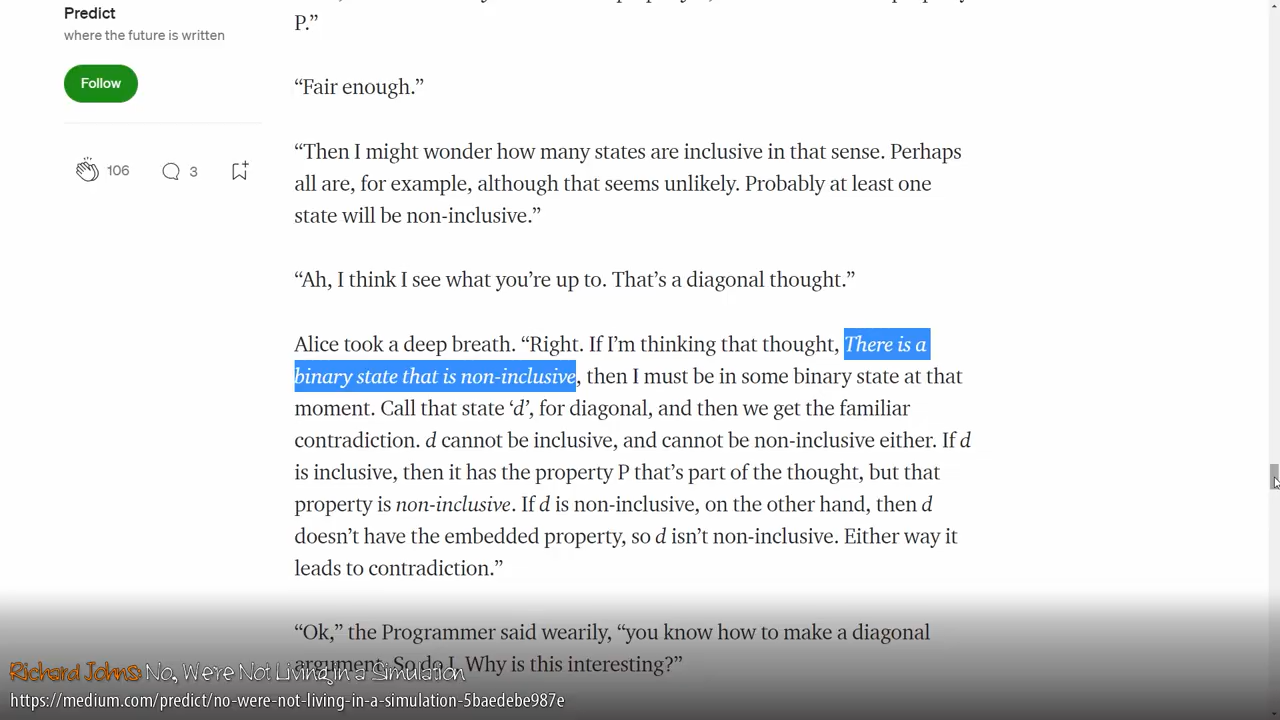 Predict
where the future is written
Follow
106
3
P.”
“Fair enough.”
“Then I might wonder how many states are inclusive in that sense. Perhaps
all are, for example, although that seems unlikely. Probably at least one
state will be non-inclusive.”
“Ah, I think I see what you’re up to. That’s a diagonal thought.”
Alice took a deep breath. “Right. If I’m thinking that thought, There is a
binary state that is non-inclusive, then I must be in some binary state at that
moment. Call that state ‘d’, for diagonal, and then we get the familiar
contradiction. d cannot be inclusive, and cannot be non-inclusive either. If d
is inclusive, then it has the property P that’s part of the thought, but that
property is non-inclusive. If d is non-inclusive, on the other hand, then d
doesn’t have the embedded property, so d isn’t non-inclusive. Either way it
leads to contradiction.”
“Ok,” the Programmer said wearily, “you know how to make a diagonal
argument. So do I. Why is this interesting?”
Richard Johns: No, We're Not Living in a Simulation
https://medium.com/predict/no-were-not-living-in-a-simulation-5baedebe987e